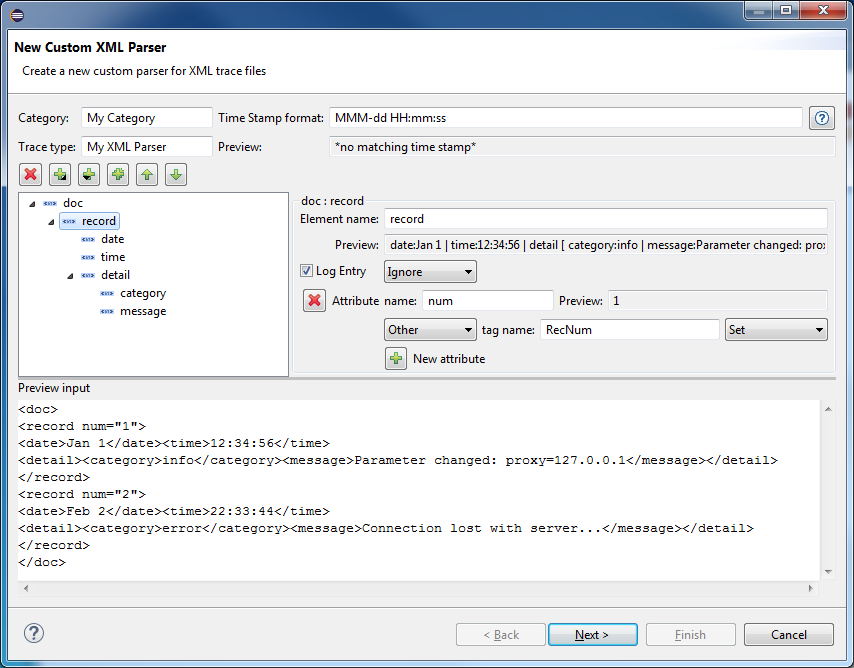 New Custom XML Parser
Create a new custom parser for XML trace files
Category: My Category Time Stamp format: MMM-dd HH:mm:ss
Trace type: My XML Parser Preview: *no matching time stamp*
doc
record
date
time
detail
category
message
doc : record
Element name: record
Preview: date:Jan 1 | time:12:34:56 | detail [ category:info | message:Parameter changed: prox
Log Entry Ignore
Attribute name: num Preview: 1
Other tag name: RecNum Set
New attribute
Preview input
<doc>
<record num="1">
<date>Jan 1</date><time>12:34:56</time>
<detail><category>info</category><message>Parameter changed: proxy=127.0.0.1</message></detail>
</record>
<record num="2">
<date>Feb 2</date><time>22:33:44</time>
<detail><category>error</category><message>Connection lost with server...</message></detail>
</record>
</doc>
< Back Next > Finish Cancel